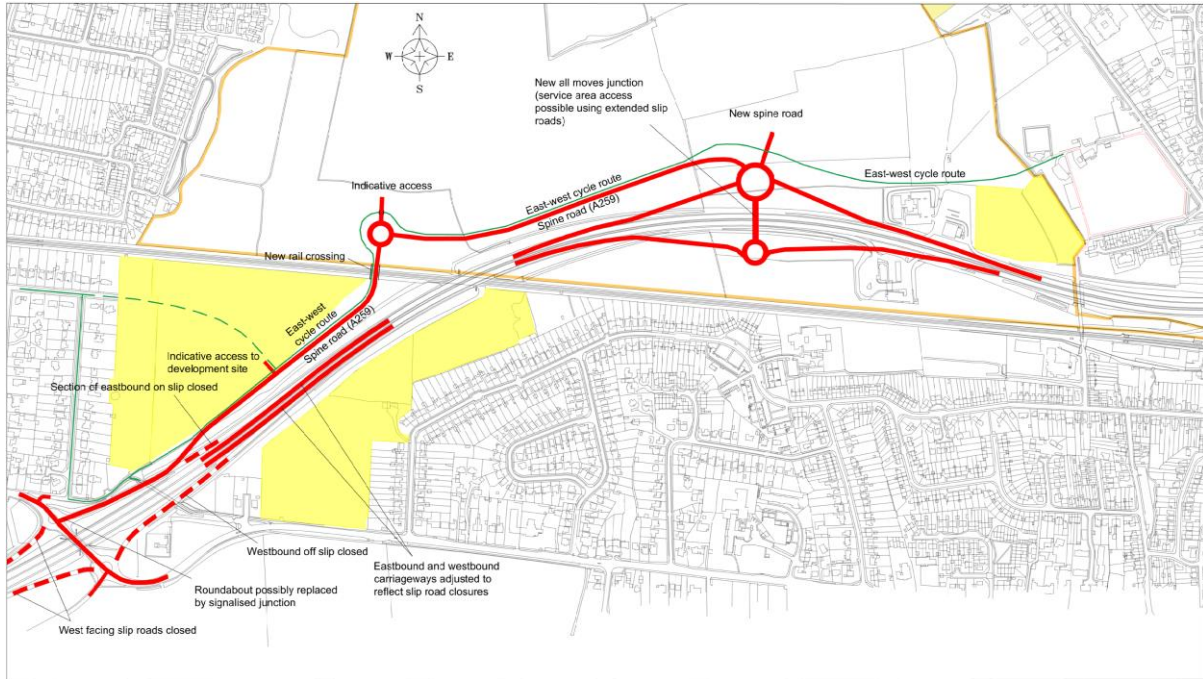 N
W E
S
New all moves junction
(service area access
possible using extended slip
roads)
New spine road
Indicative access
East-west cycle route
Spine road (A259)
East-west cycle route
New rail crossing
East-west
cycle route
Spine road (A259)
Indicative access to
development site
Section of eastbound on slip closed
Westbound off slip closed
Eastbound and westbound
carriageways adjusted to
reflect slip road closures
Roundabout possibly replaced
by signalised junction
West facing slip roads closed